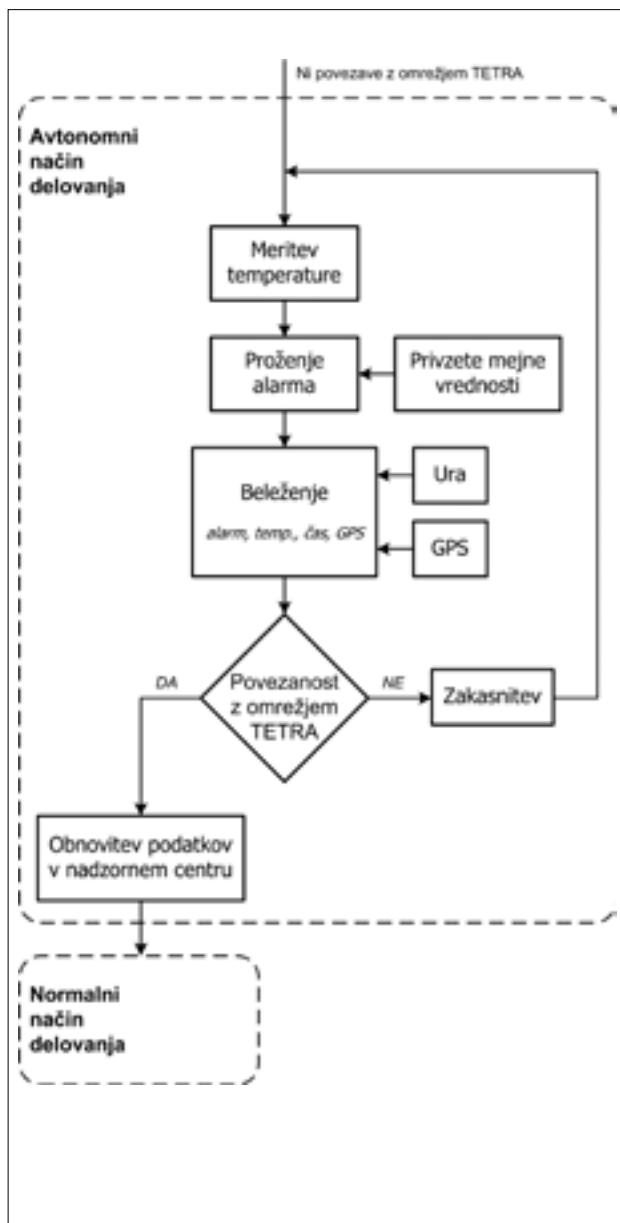 Ni povezave z omrežjem TETRA
Avtonomni
način
delovanja
Meritev
temperature
Proženje
alarma
Privzete mejne
vrednosti
Beleženje
alarm, temp., čas, GPS
Ura
GPS
DA
Povezanost
z omrežjem
TETRA
NE
Zakasnitev
Obnovitev podatkov
v nadzornem centru
Normalni
način
delovanja